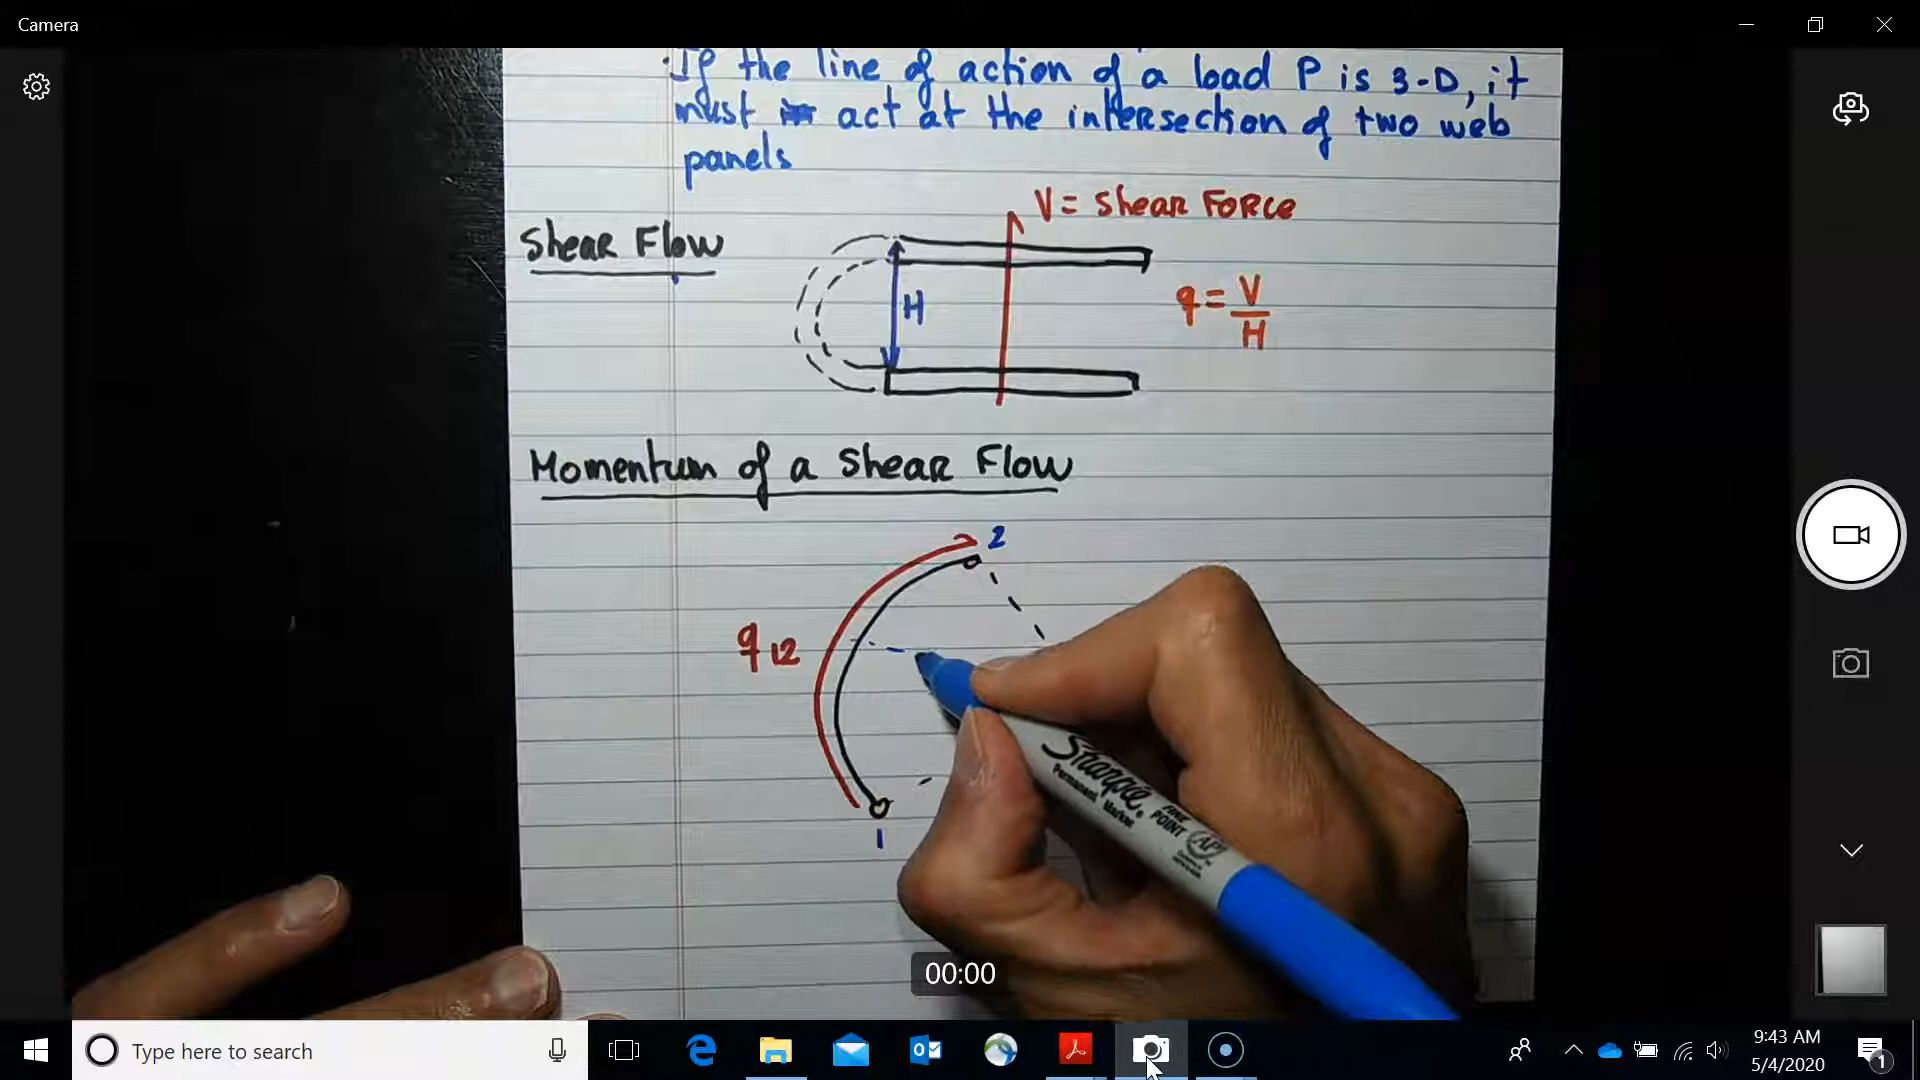 Camera
. If the line of action of a load P is 3-D, it
must act at the intersection of two web
panels
V = Shear Force
Shear Flow
H
q = V
H
Momentum of a Shear Flow
2
q 12
1
Sharpie.
Permanent Marker
FINE
POINT
AP
00:00
Type here to search
9:43 AM
5/4/2020
1